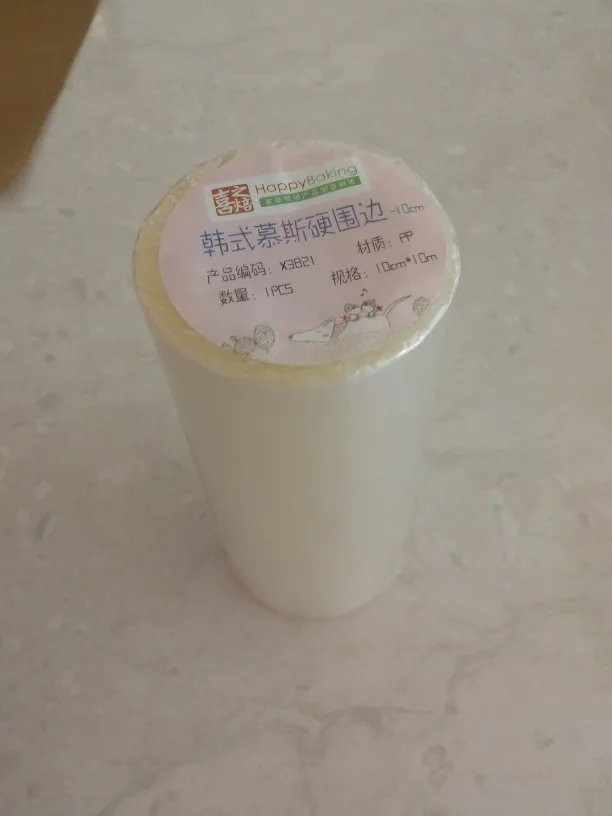 喜之焙 HappyBaking
韩式慕斯硬围边-10cm
产品编码：X3821 材质：PP
数量：1PCS 规格：10cm*10m